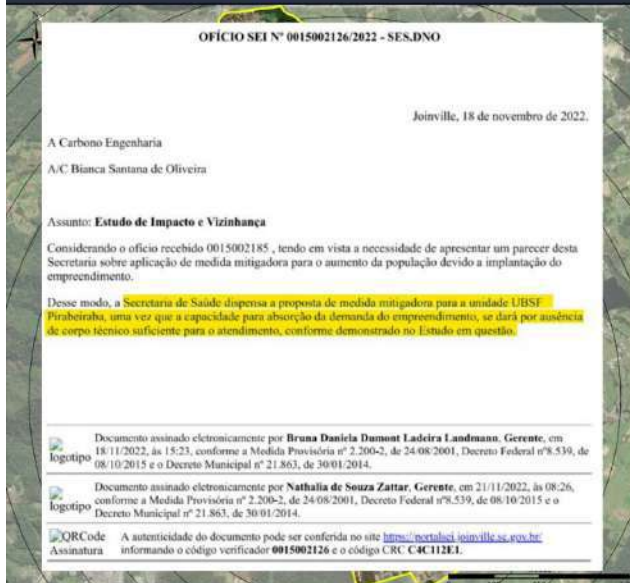 OFÍCIO SEI Nº 0015002126/2022 - SES.DNO
Joinville, 18 de novembro de 2022.
A Carbono Engenharia
A/C Bianca Santana de Oliveira
Assunto: Estudo de Impacto e Vizinhança
Considerando o ofício recebido 0015002185 , tendo em vista a necessidade de apresentar um parecer desta
Secretaria sobre aplicação de medida mitigadora para o aumento da população devido a implantação do
empreendimento.
Desse modo, a Secretaria de Saúde dispensa a proposta de medida mitigadora para a unidade UBSF
Pirabeiraba, uma vez que a capacidade para absorção da demanda do empreendimento, se dará por ausência
de corpo técnico suficiente para o atendimento, conforme demonstrado no Estudo em questão.
logotipo
Documento assinado eletronicamente por Bruna Daniela Dumont Ladeira Landmann, Gerente, em
18/11/2022, às 15:23, conforme a Medida Provisória nº 2.200-2, de 24/08/2001, Decreto Federal nº8.539, de
08/10/2015 e o Decreto Municipal nº 21.863, de 30/01/2014.
logotipo
Documento assinado eletronicamente por Nathalia de Souza Zattar, Gerente, em 21/11/2022, às 08:26,
conforme a Medida Provisória nº 2.200-2, de 24/08/2001, Decreto Federal nº8.539, de 08/10/2015 e o
Decreto Municipal nº 21.863, de 30/01/2014.
QRCode
Assinatura
A autenticidade do documento pode ser conferida no site https://portalsei.joinville.sc.gov.br/
informando o código verificador 0015002126 e o código CRC C4C112E1.